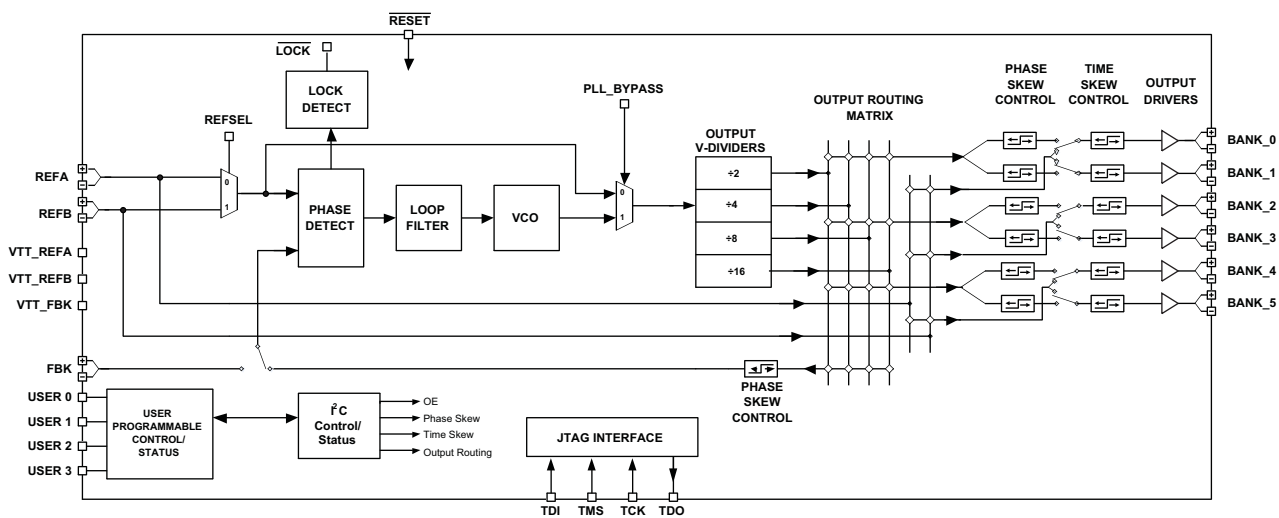 RESET
LOCK
LOCK
DETECT
REFSEL
PLL_BYPASS
OUTPUT ROUTING
MATRIX
PHASE
SKEW
CONTROL
TIME
SKEW
CONTROL
OUTPUT
DRIVERS
OUTPUT
V-DIVIDERS
REFA
REFB
VTT_REFA
VTT_REFB
VTT_FBK
FBK
+
-
+
-
+
-
0
1
PHASE
DETECT
LOOP
FILTER
VCO
0
1
÷2
÷4
÷8
÷16
+
-
BANK_0
+
-
BANK_1
+
-
BANK_2
+
-
BANK_3
+
-
BANK_4
+
-
BANK_5
PHASE
SKEW
CONTROL
USER 0
USER 1
USER 2
USER 3
USER
PROGRAMMABLE
CONTROL/
STATUS
I²C
Control/
Status
OE
Phase Skew
Time Skew
Output Routing
JTAG INTERFACE
TDI
TMS
TCK
TDO